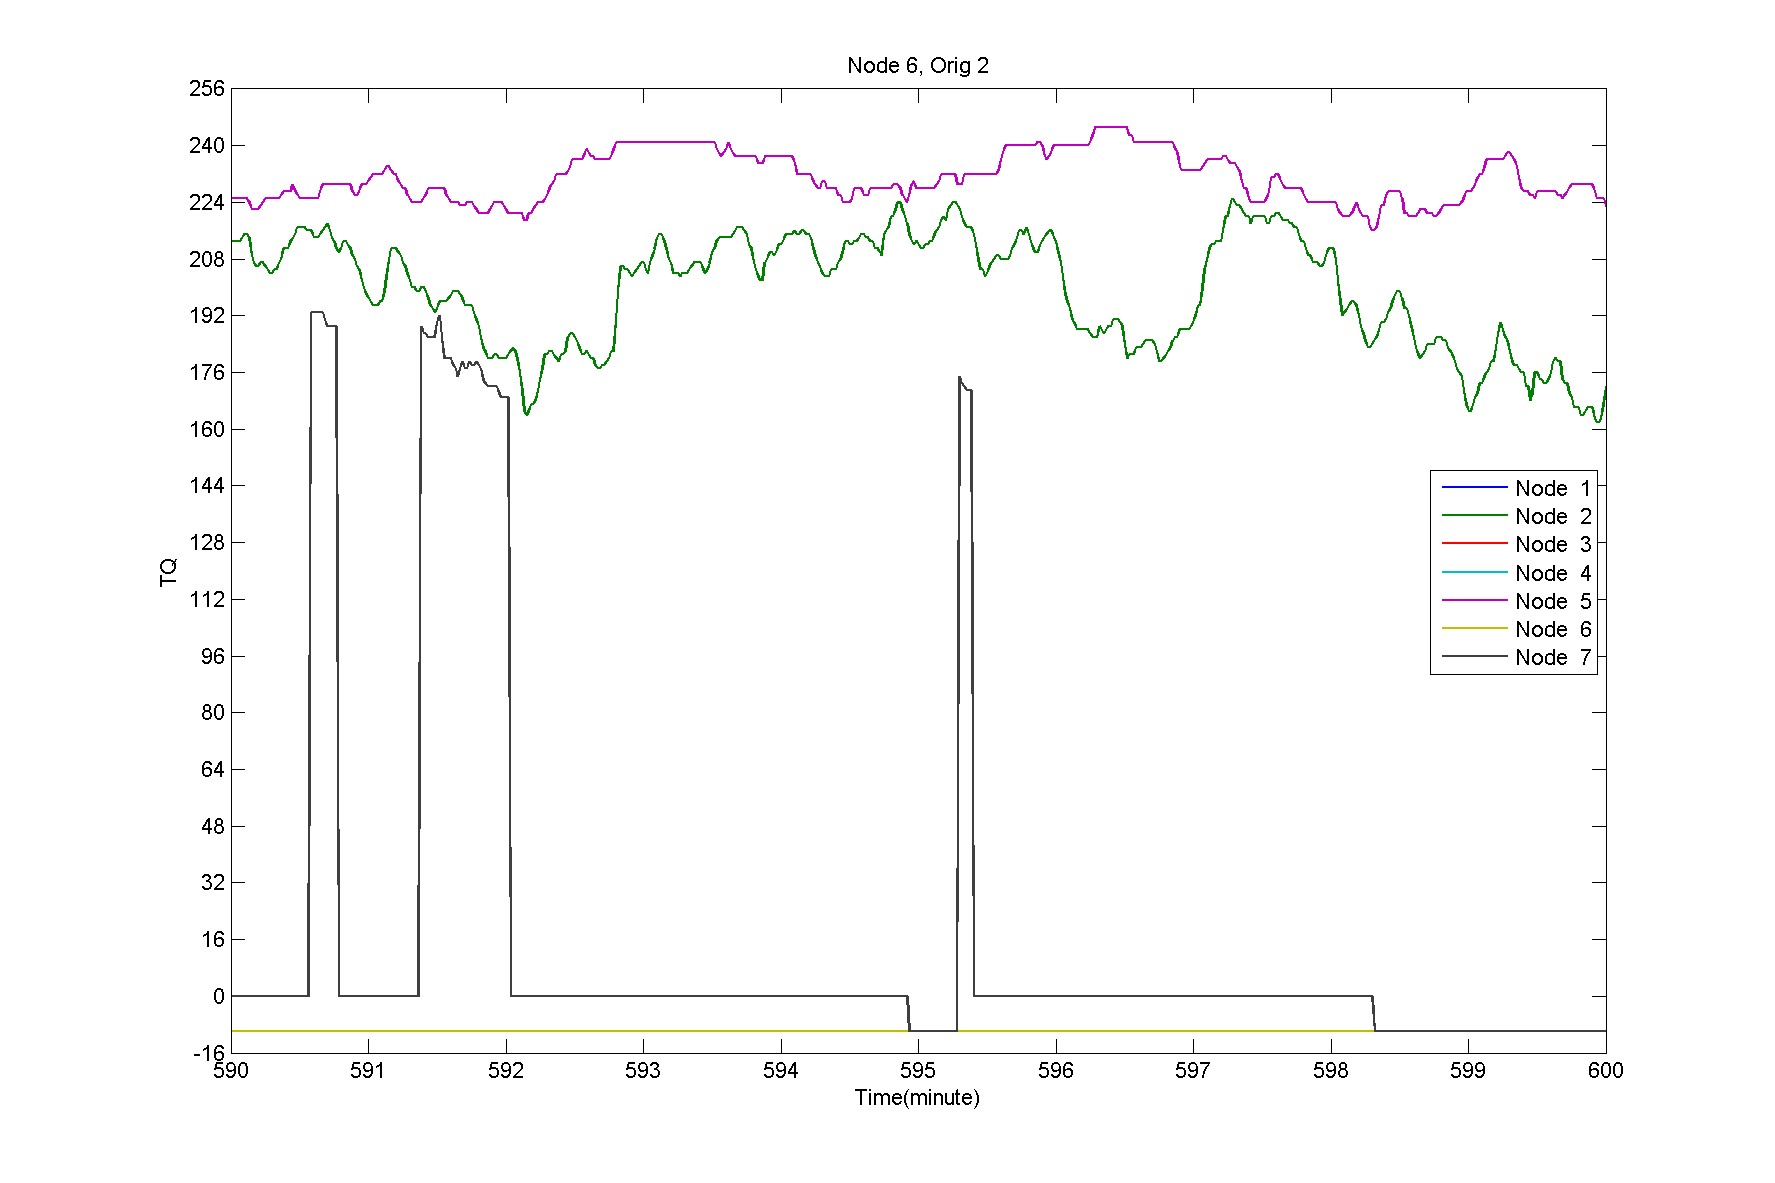 Node 6, Orig 2
256
240
224
208
192
176
160
144
128
112
96
80
64
48
32
16
0
-16
TQ
Node 1
Node 2
Node 3
Node 4
Node 5
Node 6
Node 7
590 591 592 593 594 595 596 597 598 599 600
Time(minute)